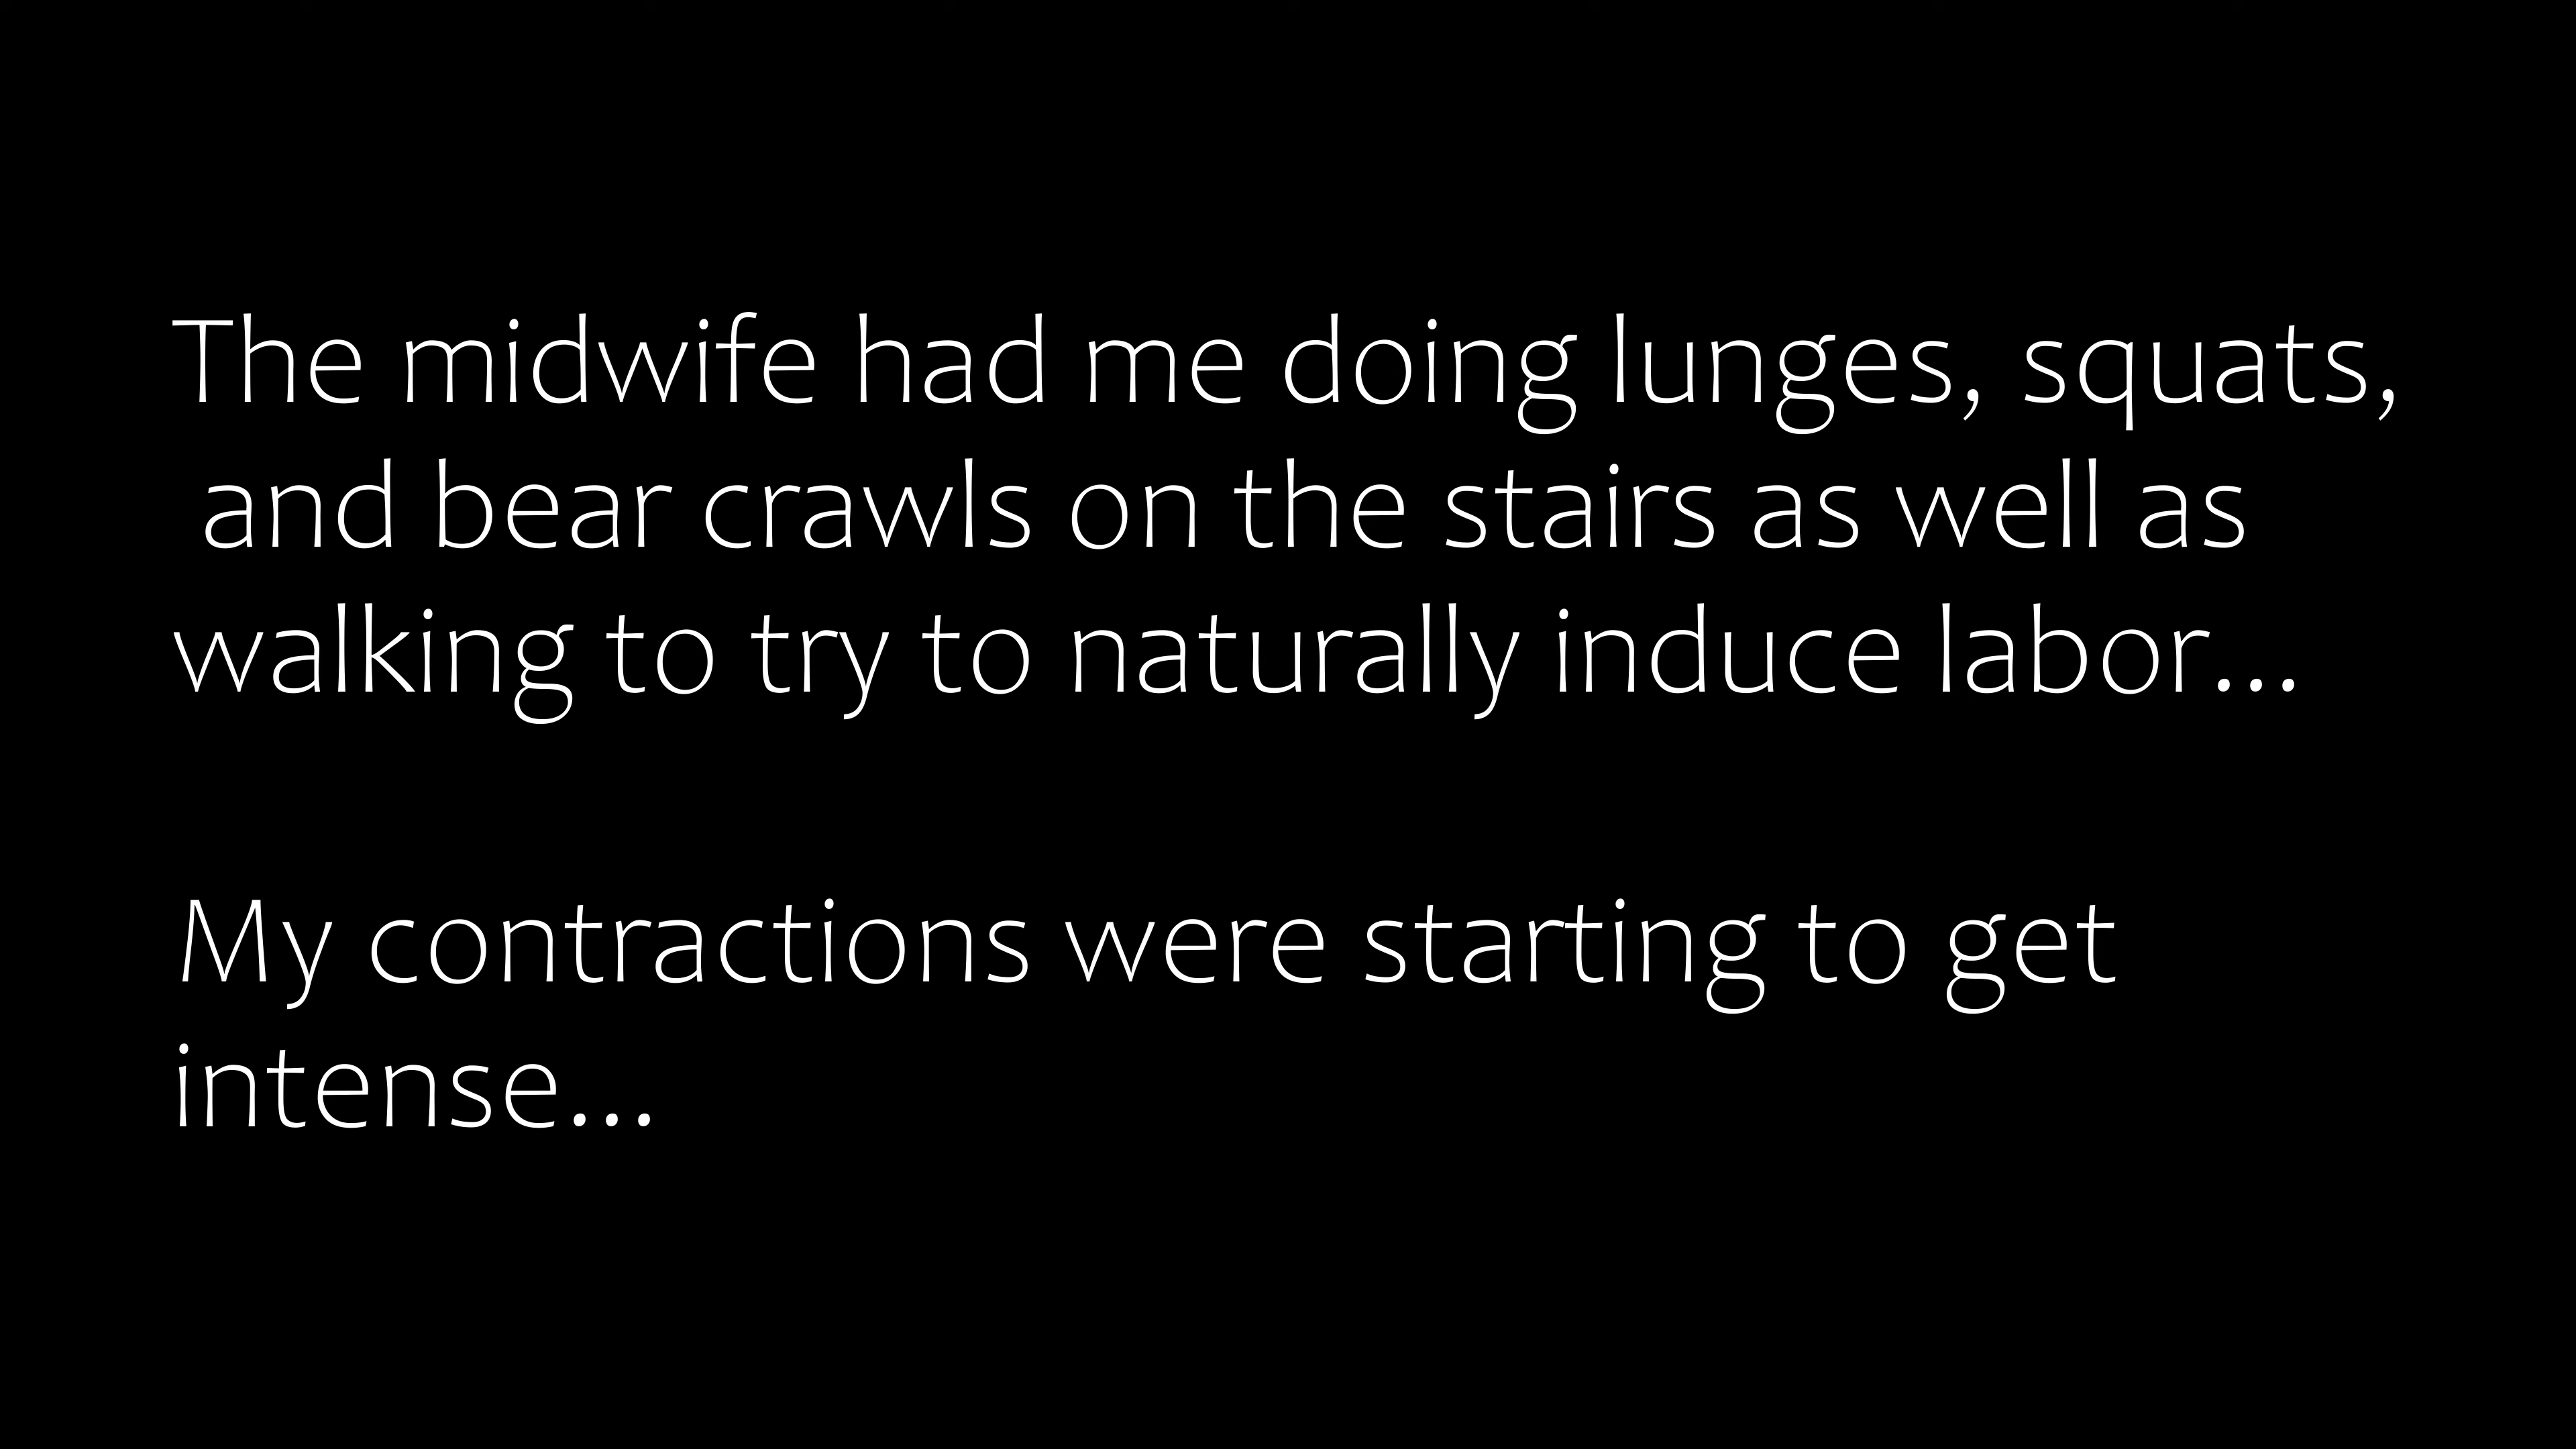 The midwife had me doing lunges, squats,
and bear crawls on the stairs as well as
walking to try to naturally induce labor...
My contractions were starting to get
intense...